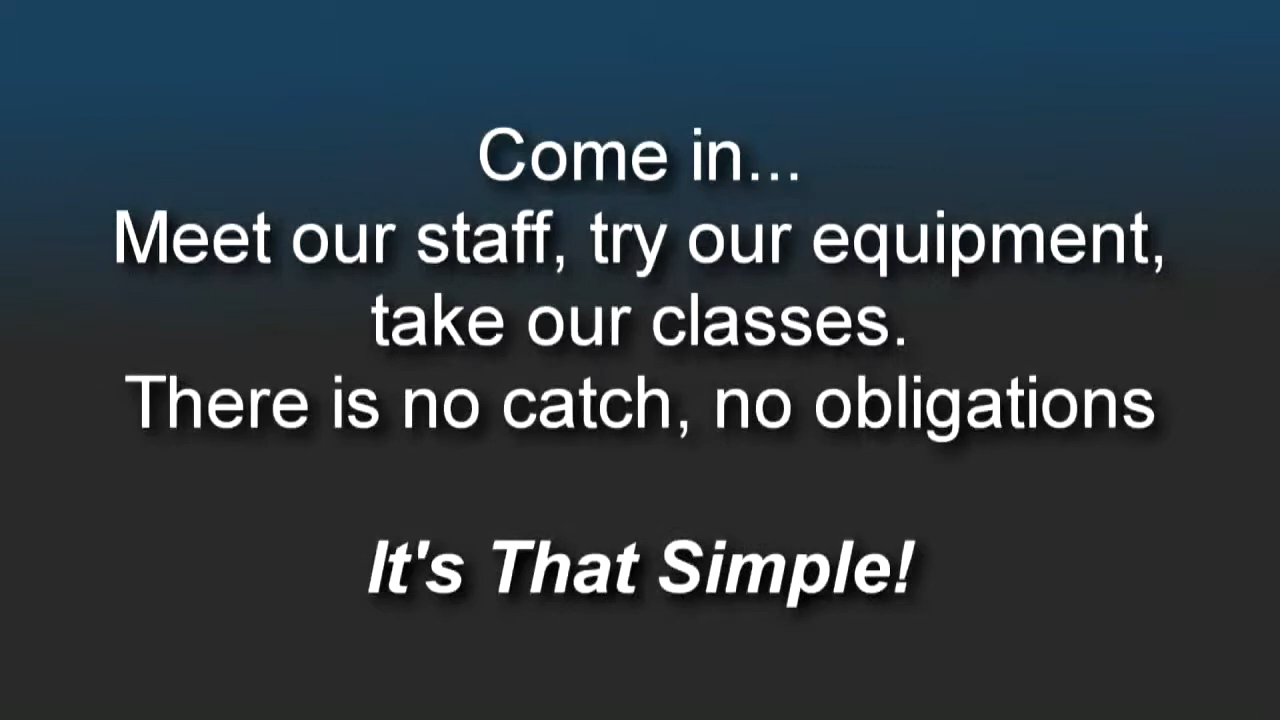 Come in...
Meet our staff, try our equipment,
take our classes.
There is no catch, no obligations
It's That Simple!